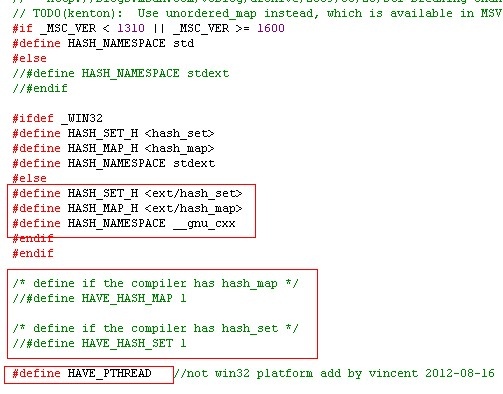 // TODO(kenton):  Use unordered_map instead, which is available in MSV
#if _MSC_VER < 1310 || _MSC_VER >= 1600
#define HASH_NAMESPACE std
#else
//#define HASH_NAMESPACE stdext
//#endif
#ifdef _WIN32
#define HASH_SET_H <hash_set>
#define HASH_MAP_H <hash_map>
#define HASH_NAMESPACE stdext
#else
#define HASH_SET_H <ext/hash_set>
#define HASH_MAP_H <ext/hash_map>
#define HASH_NAMESPACE __gnu_cxx
#endif
#endif
/* define if the compiler has hash_map */
//#define HAVE_HASH_MAP 1
/* define if the compiler has hash_set */
//#define HAVE_HASH_SET 1
#define HAVE_PTHREAD  //not win32 platform add by vincent 2012-08-16